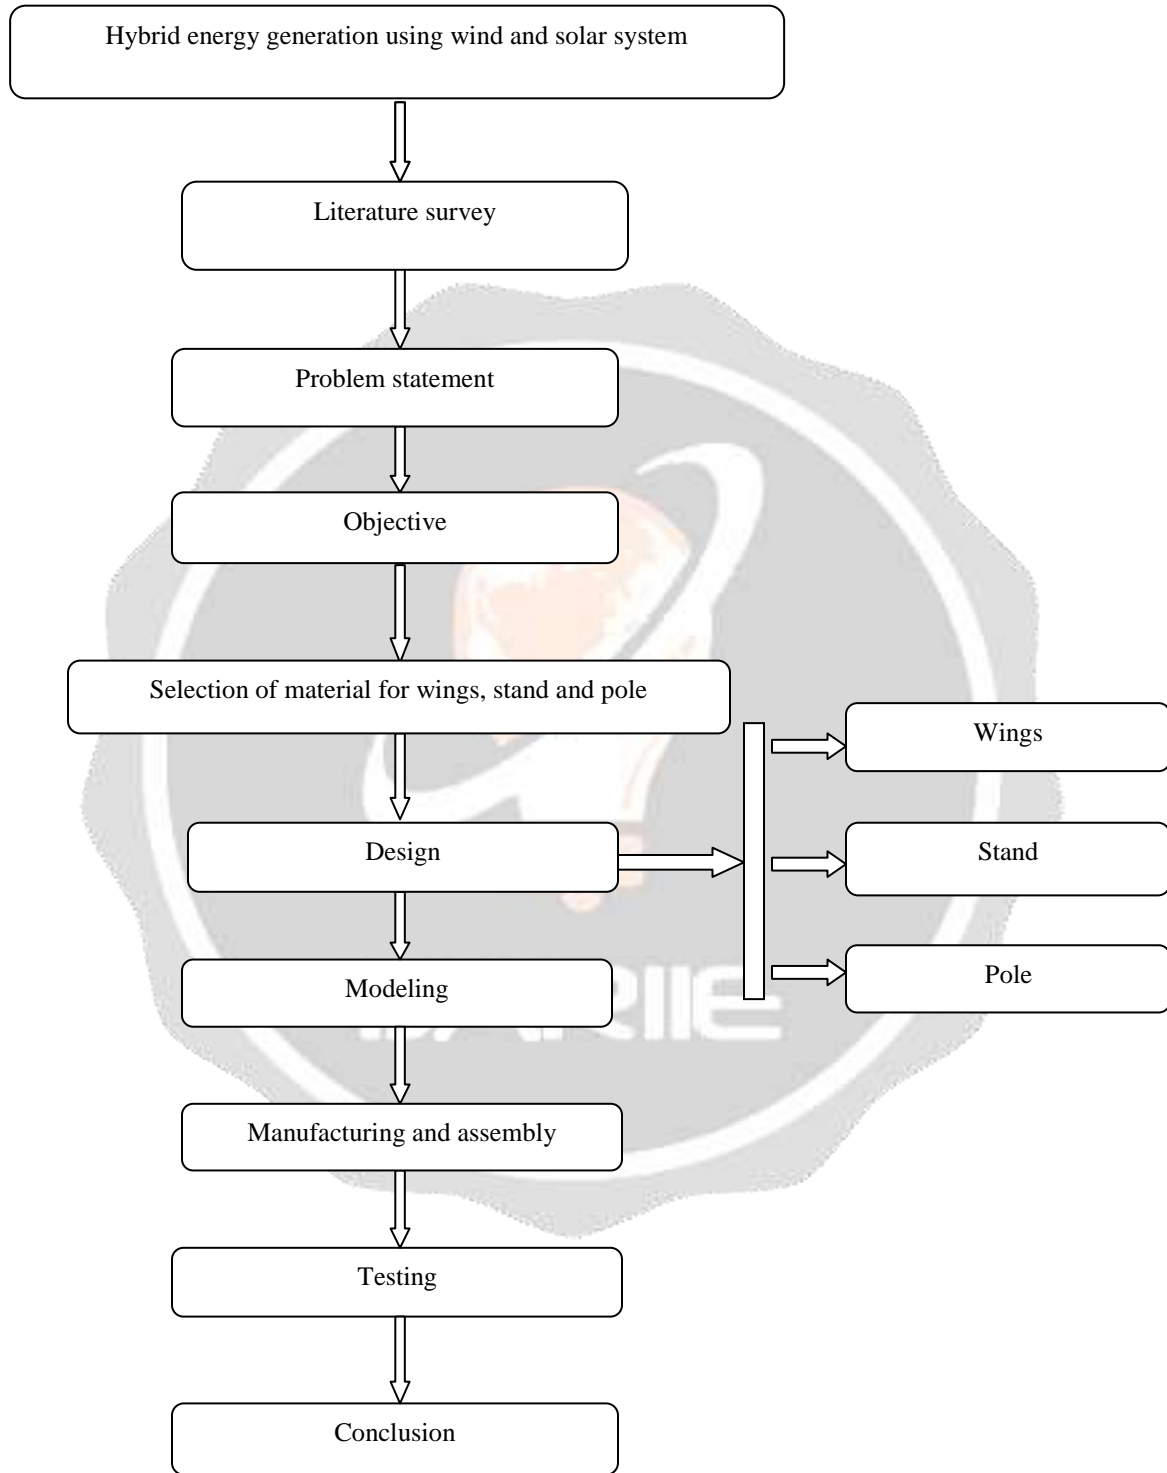 Hybrid energy generation using wind and solar system
Literature survey
Problem statement
Objective
Selection of material for wings, stand and pole
Wings
Design
Stand
Modeling
Pole
Manufacturing and assembly
Testing
Conclusion